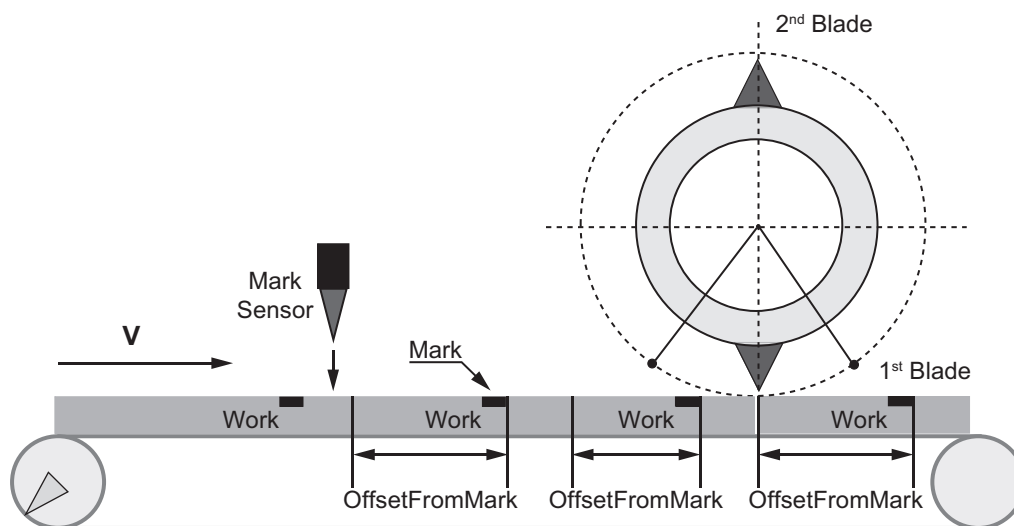 2nd Blade
Mark
Sensor
V
Mark
1st Blade
Work
Work
Work
Work
OffsetFromMark
OffsetFromMark
OffsetFromMark